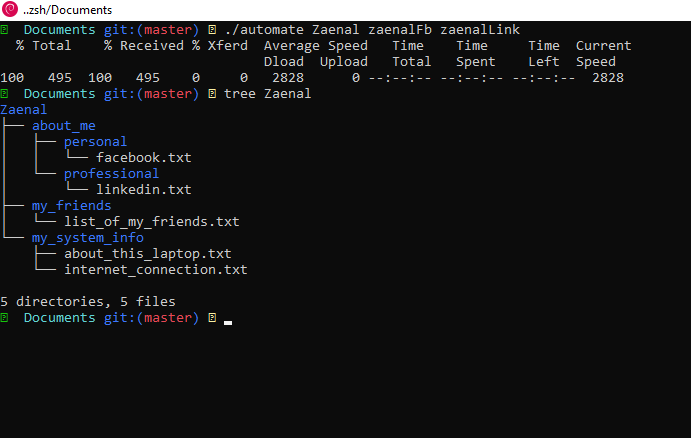 ..zsh/Documents
Documents git:(master) ./automate Zaenal zaenalFb zaenalLink
% Total % Received % Xferd Average Speed Time Time Time Current
Dload Upload Total Spent Left Speed
100 495 100 495 0 0 2828 0 --:--:-- --:--:-- --:--:-- 2828
Documents git:(master) tree Zaenal
Zaenal
├── about_me
│   ├── personal
│   │   └── facebook.txt
│   └── professional
│       └── linkedin.txt
├── my_friends
│   └── list_of_my_friends.txt
└── my_system_info
    ├── about_this_laptop.txt
    └── internet_connection.txt
5 directories, 5 files
Documents git:(master)